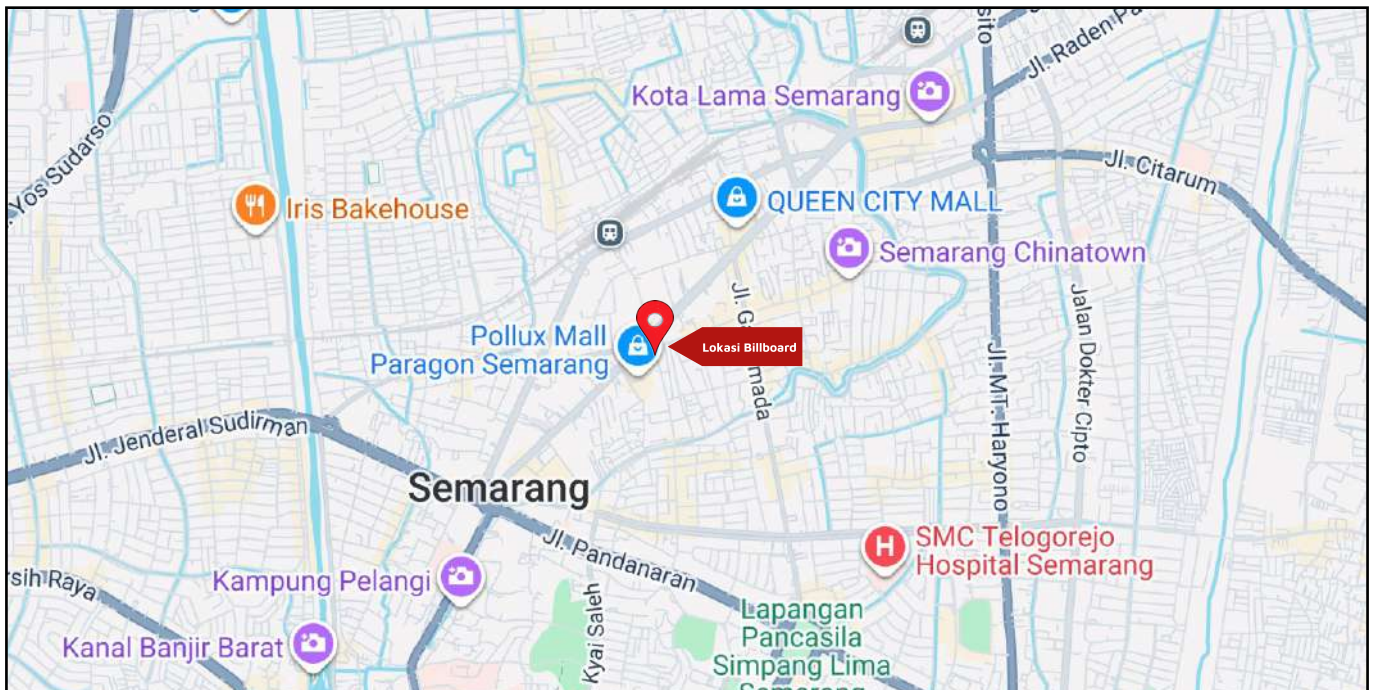 sito
Jl. Raden Pa
Kota Lama Semarang
. Yos Sudarso
Jl. Citarum
Iris Bakehouse
QUEEN CITY MALL
Semarang Chinatown
Jl. Ga
mada
Jalan Dokter Cipto
Pollux Mall
Paragon Semarang
Lokasi Billboard
Jl. M.T. Haryono
Jl. Jenderal Sudirman
Semarang
Jl. Pandanaran
SMC Telogorejo
Hospital Semarang
rsih Raya
Kampung Pelangi
Kyai Saleh
Lapangan
Pancasila
Simpang Lima
Semarang
Kanal Banjir Barat